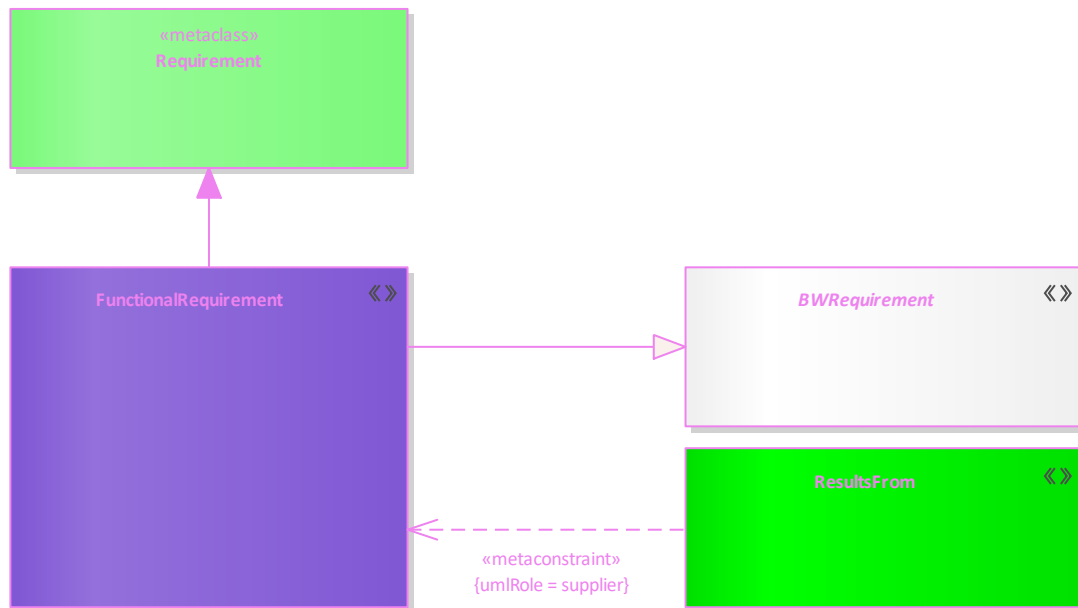 «metaclass»
Requirement
FunctionalRequirement
BWRequirement
ResultsFrom
«metaconstraint»
{umlRole = supplier}